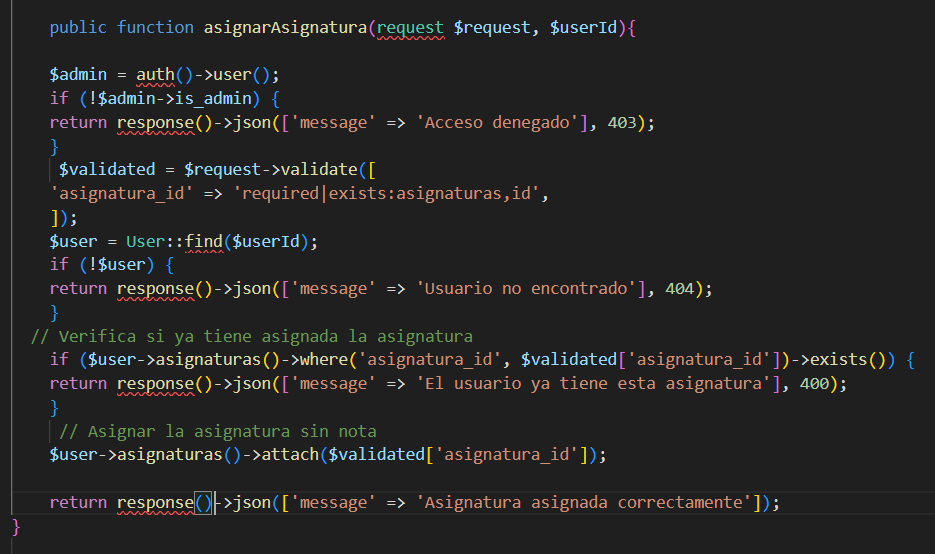 public function asignarAsignatura(request $request, $userId){
$admin = auth()->user();
if (!$admin->is_admin) {
return response()->json(['message' => 'Acceso denegado'], 403);
}
$validated = $request->validate([
'asignatura_id' => 'required|exists:asignaturas,id',
]);
$user = User::find($userId);
if (!$user) {
return response()->json(['message' => 'Usuario no encontrado'], 404);
}
// Verifica si ya tiene asignada la asignatura
if ($user->asignaturas()->where('asignatura_id', $validated['asignatura_id'])->exists()) {
return response()->json(['message' => 'El usuario ya tiene esta asignatura'], 400);
}
// Asignar la asignatura sin nota
$user->asignaturas()->attach($validated['asignatura_id']);
return response()->json(['message' => 'Asignatura asignada correctamente']);
}